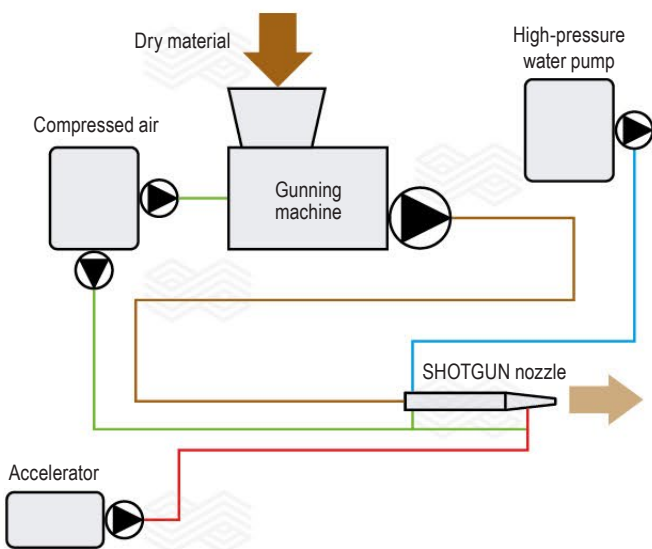 Dry material
High-pressure
water pump
Compressed air
Gunning
machine
SHOTGUN nozzle
Accelerator